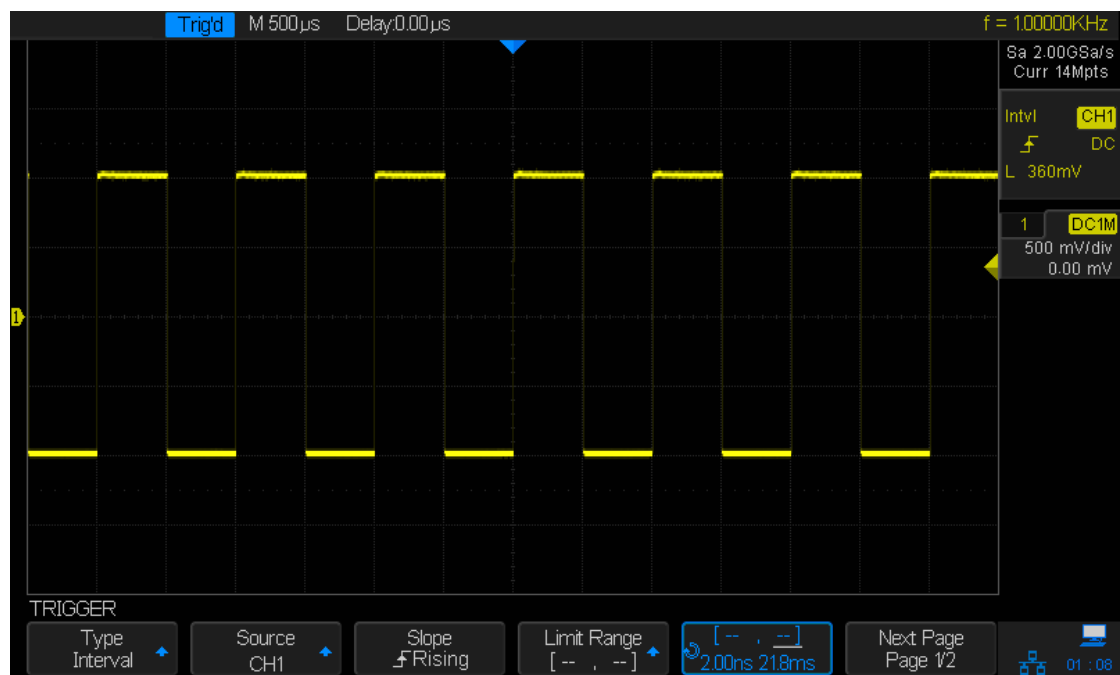 Trig'd M 500µs Delay:0.00µs f = 1.00000KHz
Sa 2.00GSa/s
Curr 14Mpts
Intvl CH1
DC
L 360mV
1 DC1M
500 mV/div
0.00 mV
1
TRIGGER
Type
Interval
Source
CH1
Slope
Rising
Limit Range
[ -- , --]
[ -- , --]
2.00ns 21.8ms
Next Page
Page 1/2
01 : 08